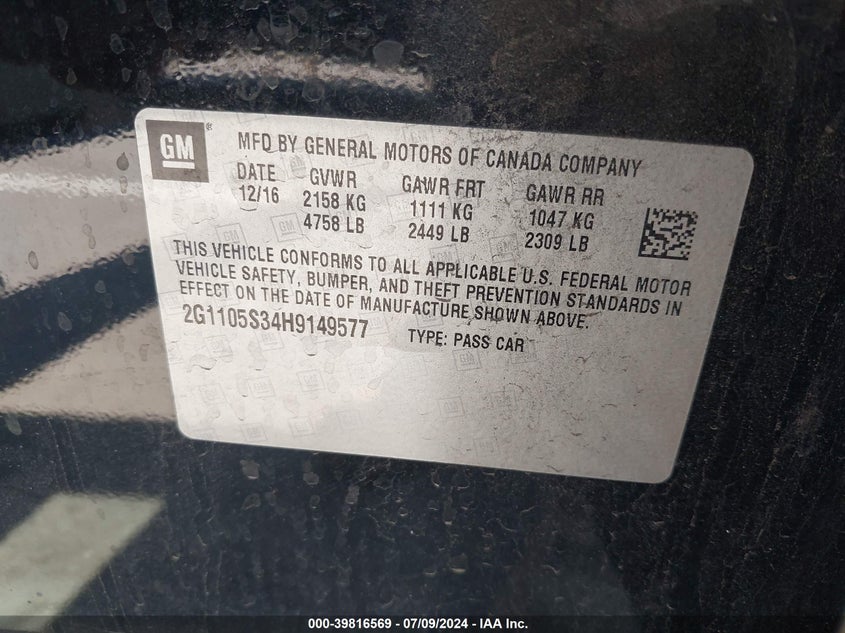 GM®
MFD BY GENERAL MOTORS OF CANADA COMPANY
DATE GVWR GAWR FRT GAWR RR
12/16 2158 KG 1111 KG 1047 KG
4758 LB 2449 LB 2309 LB
THIS VEHICLE CONFORMS TO ALL APPLICABLE U.S. FEDERAL MOTOR
VEHICLE SAFETY, BUMPER, AND THEFT PREVENTION STANDARDS IN
EFFECT ON THE DATE OF MANUFACTURE SHOWN ABOVE.
2G1105S34H9149577 TYPE: PASS CAR
000-39816569 - 07/09/2024 - IAA Inc.